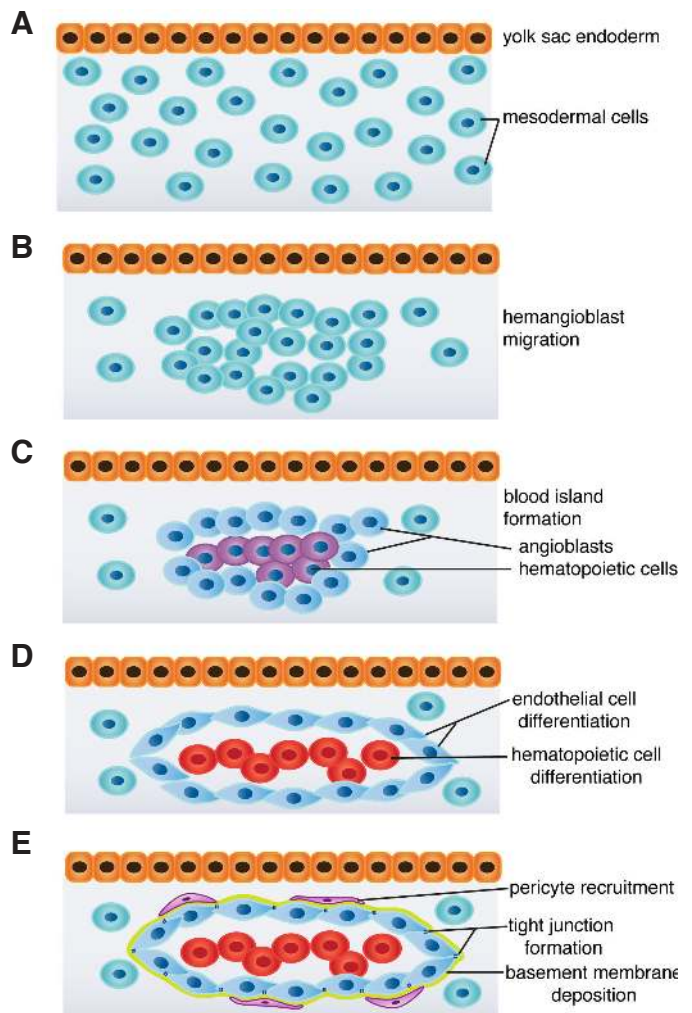 A
yolk sac endoderm
mesodermal cells
B
hemangioblast
migration
C
blood island
formation
angioblasts
hematopoietic cells
D
endothelial cell
differentiation
hematopoietic cell
differentiation
E
pericyte recruitment
tight junction
formation
basement membrane
deposition